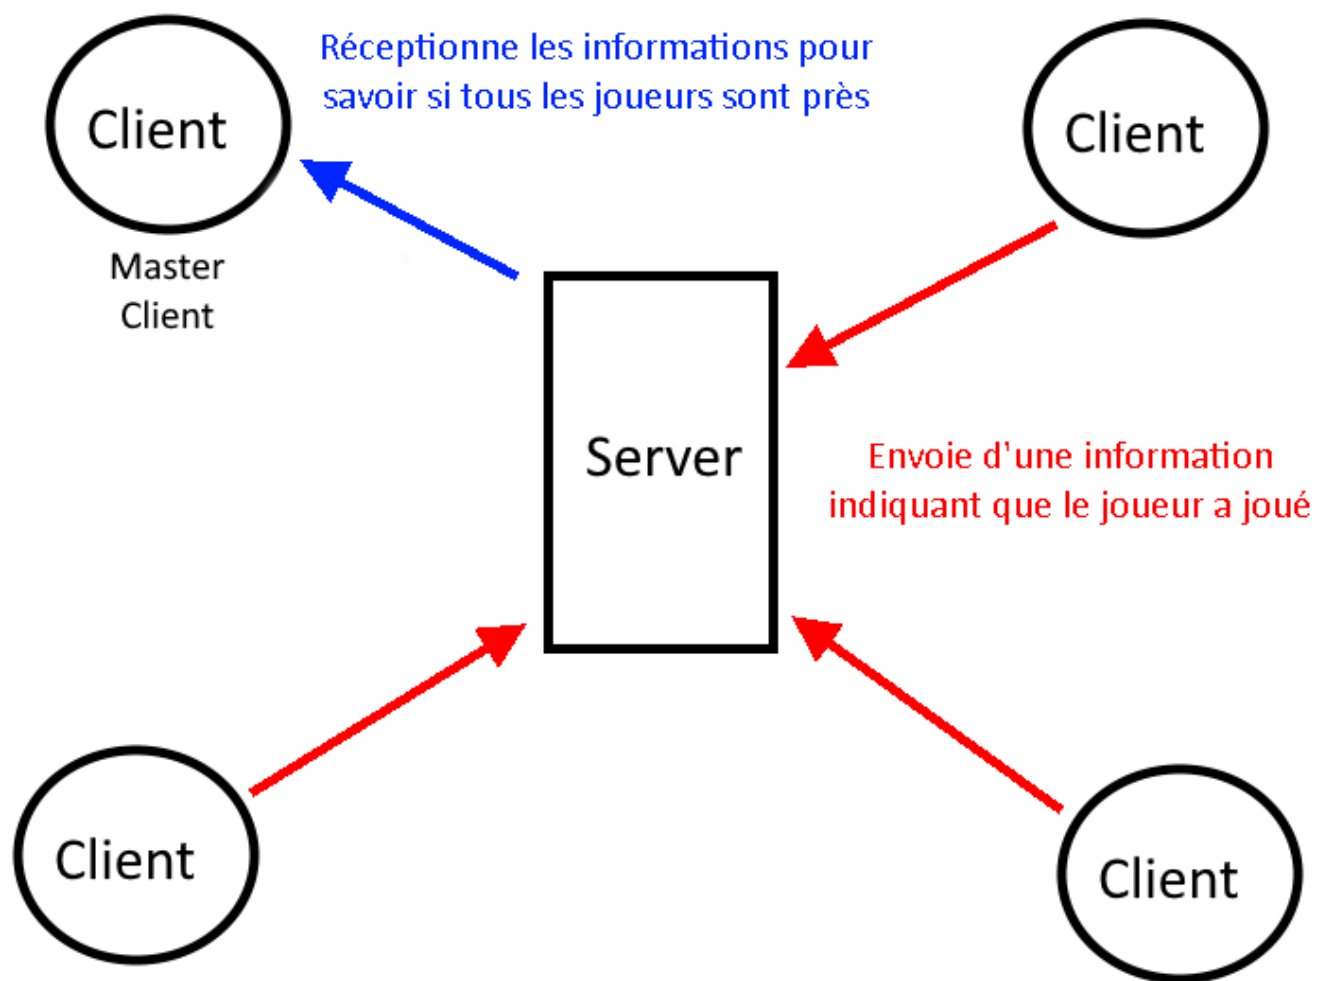 Réceptionne les informations pour
savoir si tous les joueurs sont près
Client
Client
Master
Client
Server
Envoie d'une information
indiquant que le joueur a joué
Client
Client